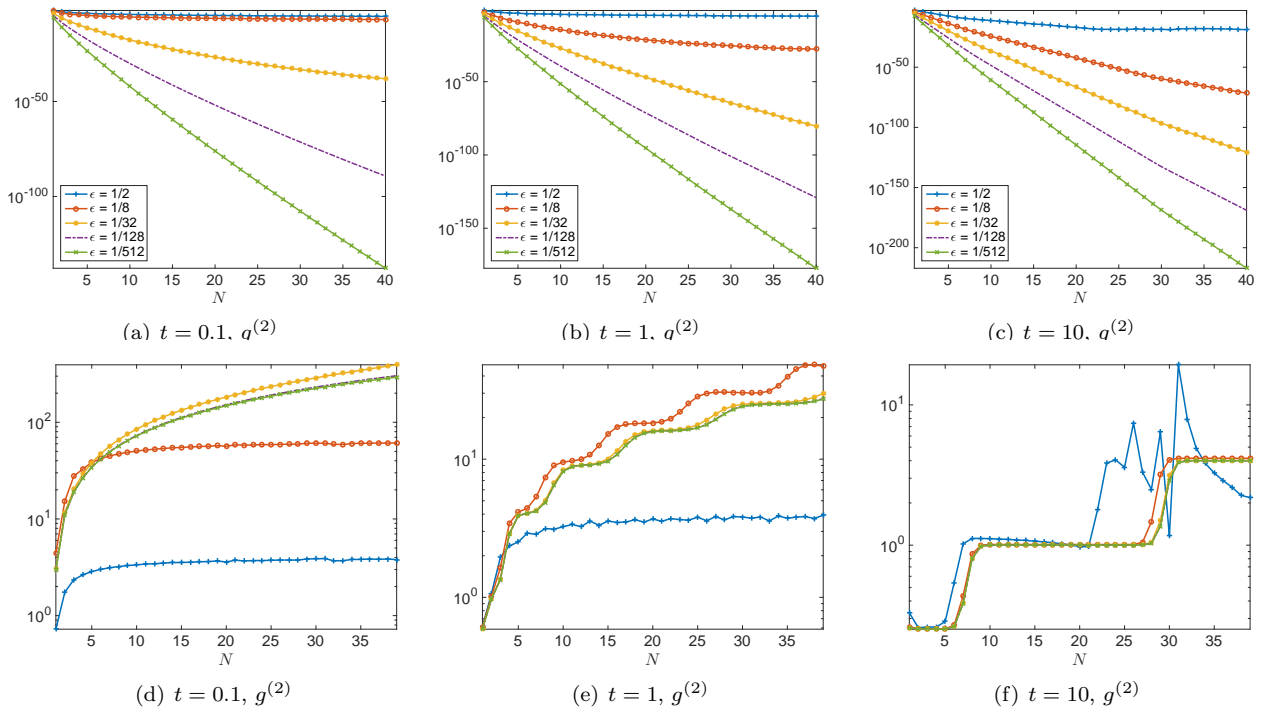 10^{-50}
10^{-100}
ϵ = 1/2
ϵ = 1/8
ϵ = 1/32
ϵ = 1/128
ϵ = 1/512
5 10 15 20 25 30 35 40
N
(a) t = 0.1, g^{(2)}
10^{-50}
10^{-100}
10^{-150}
ϵ = 1/2
ϵ = 1/8
ϵ = 1/32
ϵ = 1/128
ϵ = 1/512
5 10 15 20 25 30 35 40
N
(b) t = 1, g^{(2)}
10^{-50}
10^{-100}
10^{-150}
10^{-200}
ϵ = 1/2
ϵ = 1/8
ϵ = 1/32
ϵ = 1/128
ϵ = 1/512
5 10 15 20 25 30 35 40
N
(c) t = 10, g^{(2)}
10^2
10^1
10^0
5 10 15 20 25 30 35
N
(d) t = 0.1, g^{(2)}
10^1
10^0
5 10 15 20 25 30 35
N
(e) t = 1, g^{(2)}
10^1
10^0
5 10 15 20 25 30 35
N
(f) t = 10, g^{(2)}